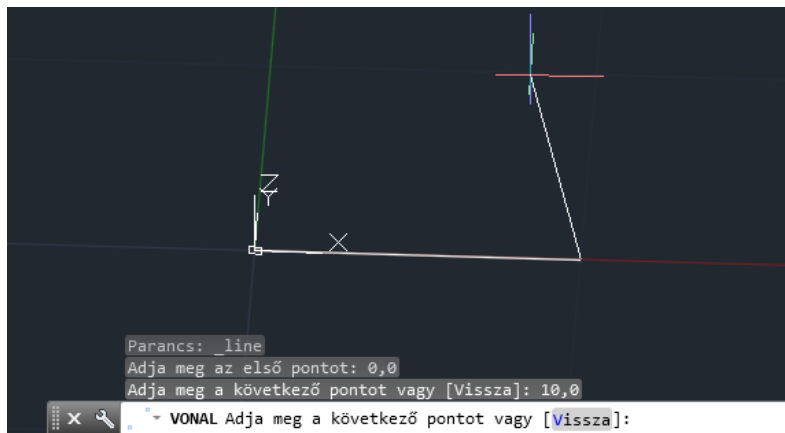 Z
Y
X
Parancs: _line
Adja meg az első pontot: 0,0
Adja meg a következő pontot vagy [Vissza]: 10,0
VONAL Adja meg a következő pontot vagy [Vissza]: